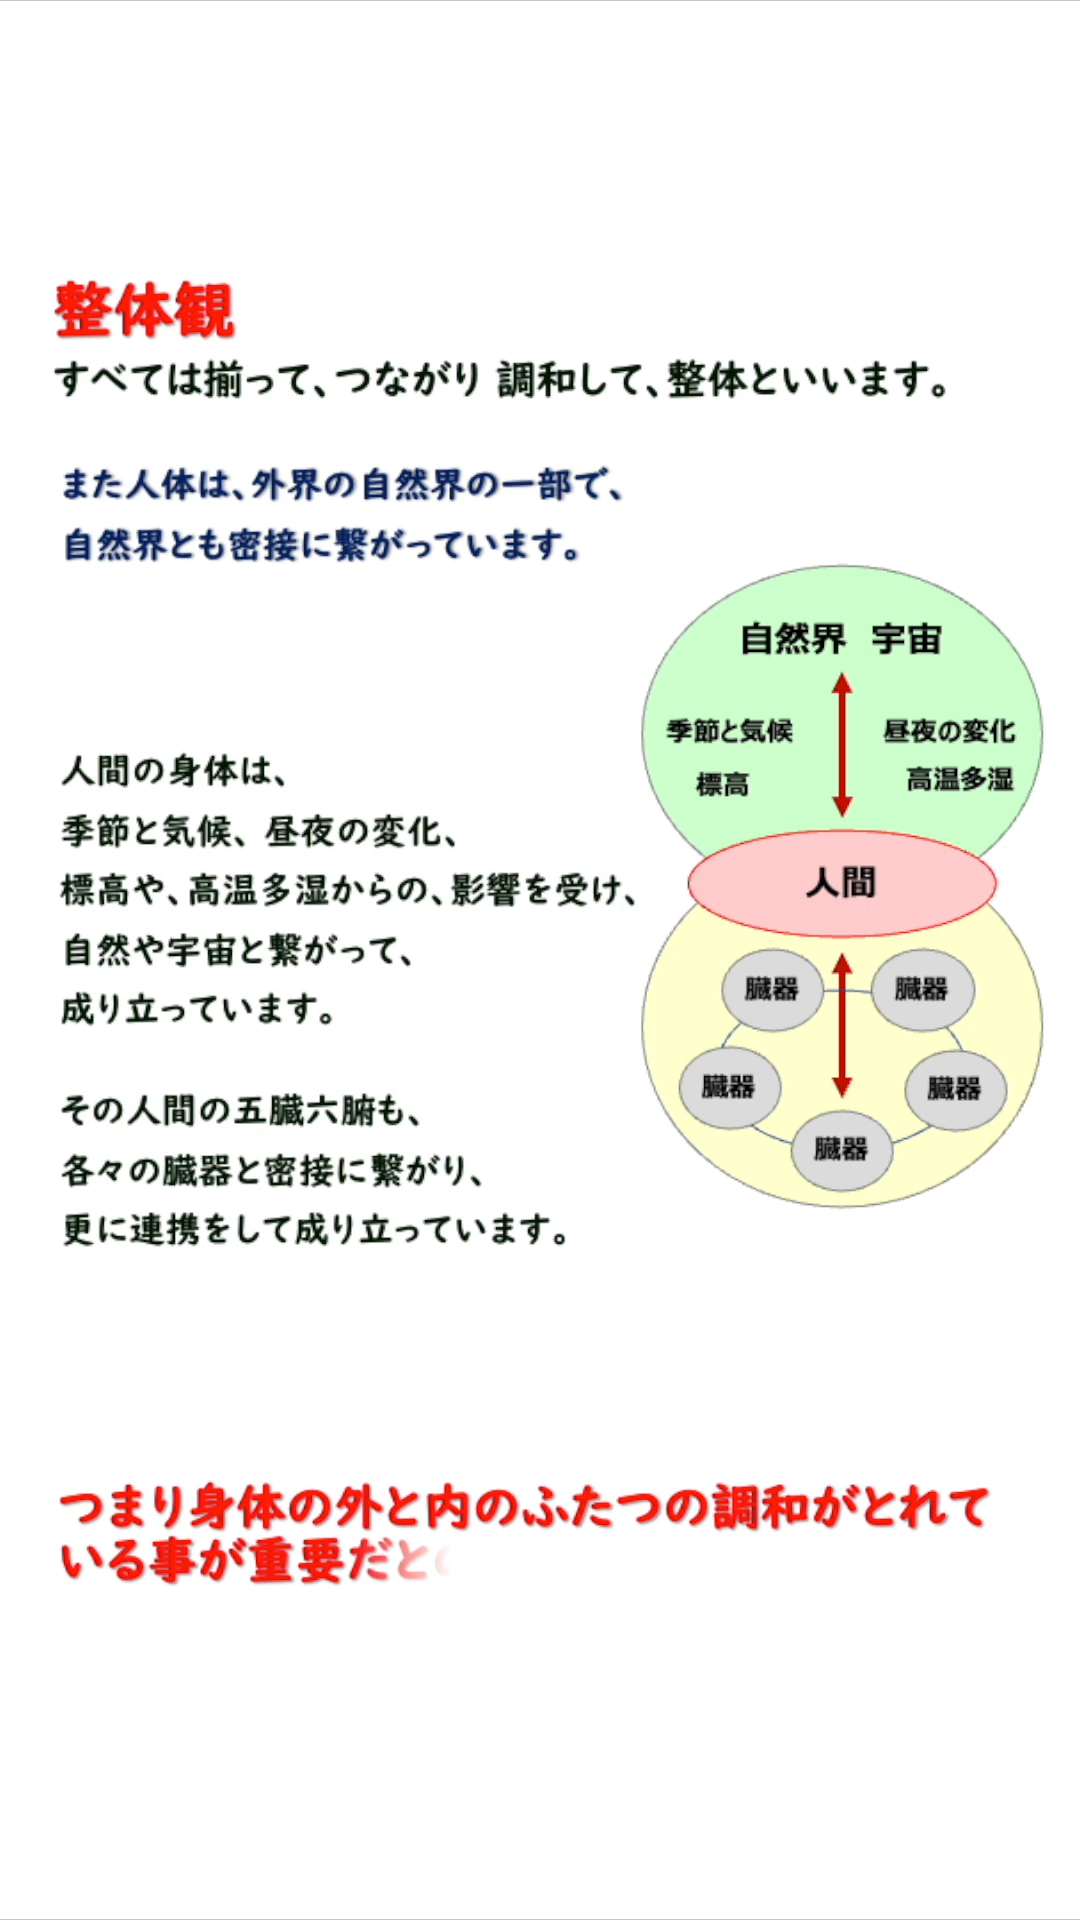 整体観
すべては揃って、つながり 調和して、整体といいます。
また人体は、外界の自然界の一部で、
自然界とも密接に繋がっています。
自然界 宇宙
季節と気候
昼夜の変化
標高
高温多湿
人間
臓器
臓器
臓器
臓器
臓器
人間の身体は、
季節と気候、昼夜の変化、
標高や、高温多湿からの、影響を受け、
自然や宇宙と繋がって、
成り立っています。
その人間の五臓六腑も、
各々の臓器と密接に繋がり、
更に連携をして成り立っています。
つまり身体の外と内のふたつの調和がとれて
いる事が重要だと